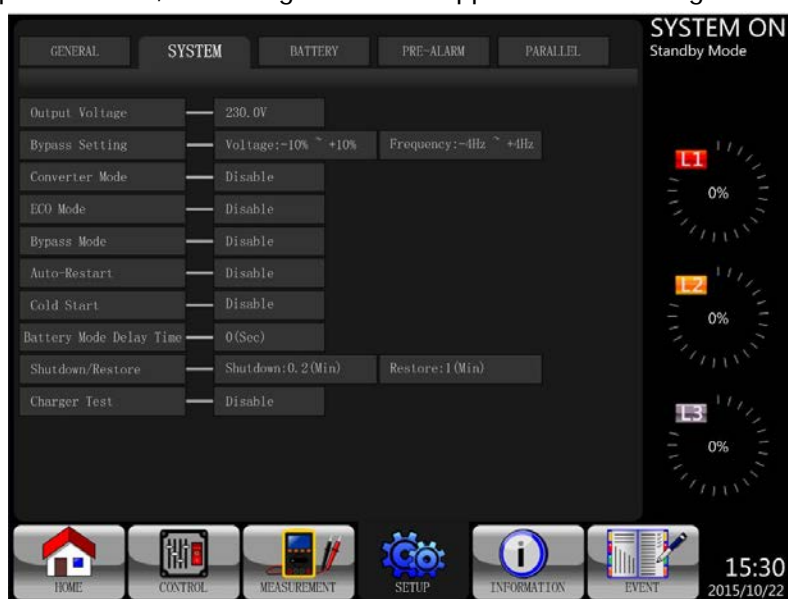 SYSTEM ON
Standby Mode
GENERAL SYSTEM BATTERY PRE-ALARM PARALLEL
Output Voltage 230.0V
Bypass Setting Voltage:-10% ~ +10% Frequency:-4Hz ~ +4Hz
Converter Mode Disable
ECO Mode Disable
Bypass Mode Disable
Auto-Restart Disable
Cold Start Disable
Battery Mode Delay Time 0(Sec)
Shutdown/Restore Shutdown:0.2(Min) Restore:1(Min)
Charger Test Disable
L1
0%
L2
0%
L3
0%
HOME CONTROL MEASUREMENT SETUP INFORMATION EVENT
15:30
2015/10/22